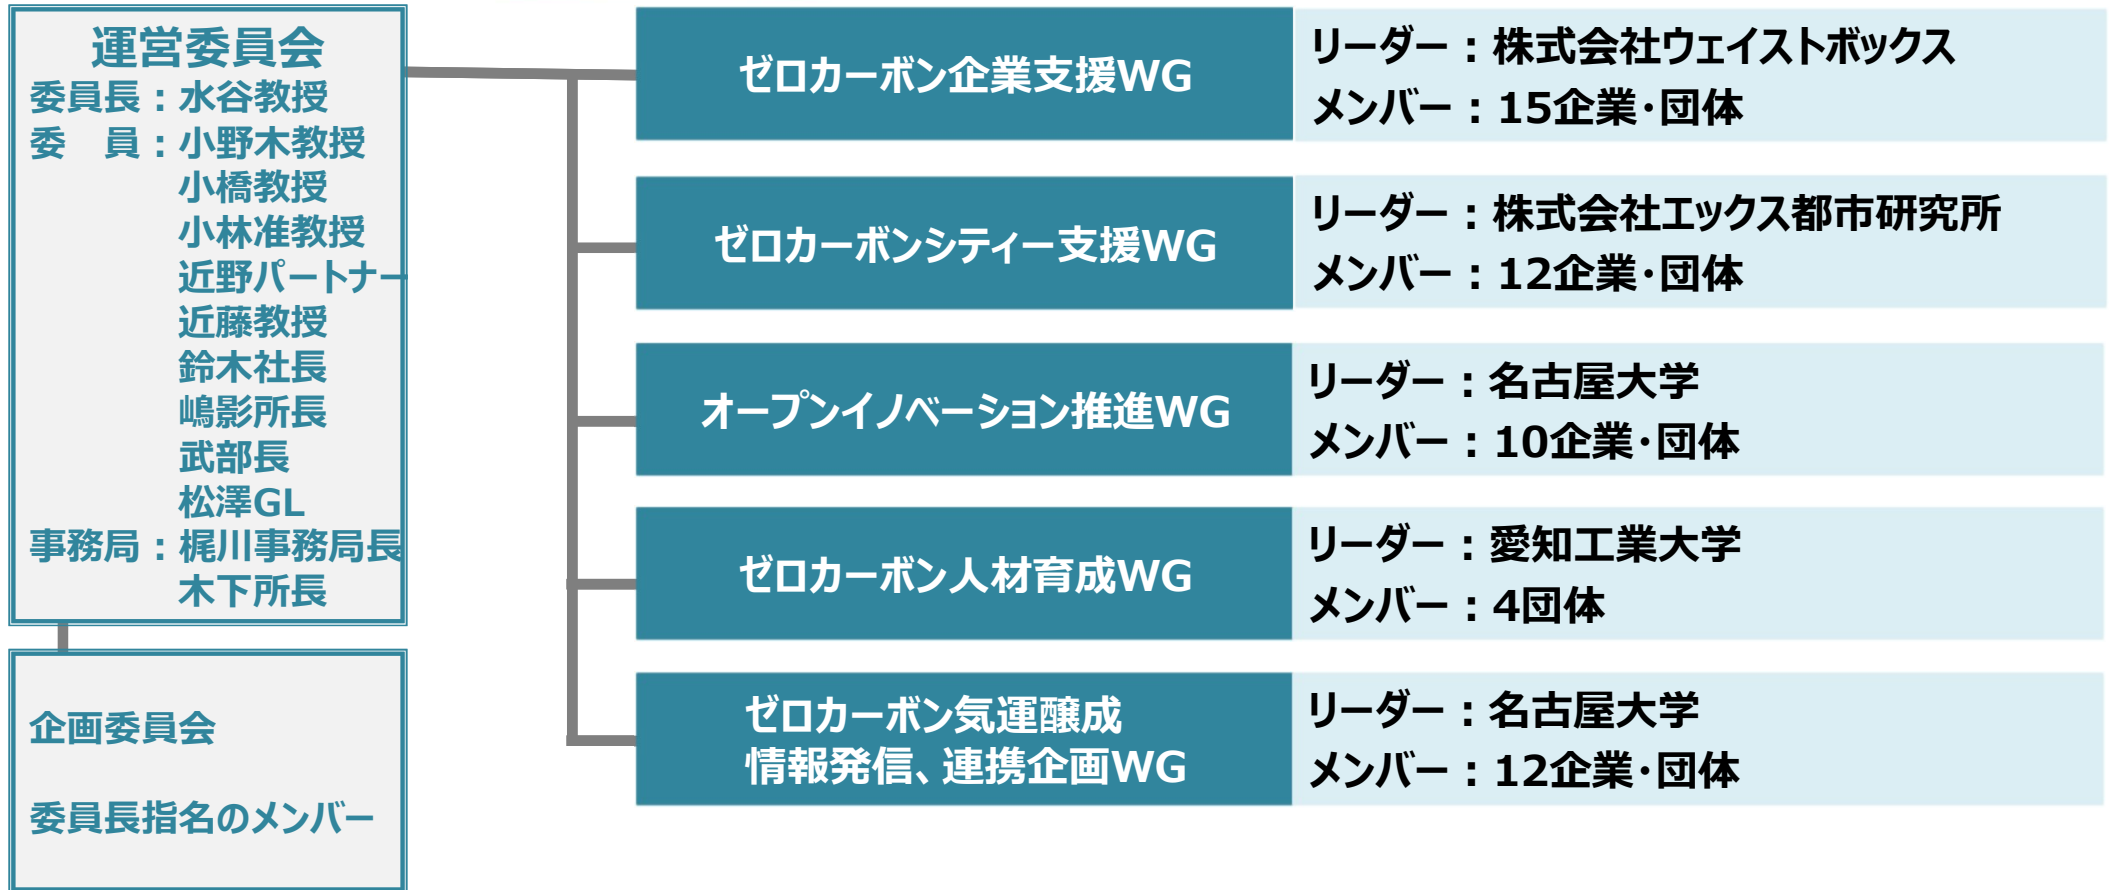 運営委員会
委員長：水谷教授
委　員：小野木教授
小橋教授
小林准教授
近野パートナー
近藤教授
鈴木社長
嶋影所長
武部長
松澤GL
事務局：梶川事務局長
木下所長
企画委員会
委員長指名のメンバー
ゼロカーボン企業支援WG
リーダー：株式会社ウェイストボックス
メンバー：15企業・団体
ゼロカーボンシティー支援WG
リーダー：株式会社エックス都市研究所
メンバー：12企業・団体
オープンイノベーション推進WG
リーダー：名古屋大学
メンバー：10企業・団体
ゼロカーボン人材育成WG
リーダー：愛知工業大学
メンバー：4団体
ゼロカーボン気運醸成
情報発信、連携企画WG
リーダー：名古屋大学
メンバー：12企業・団体